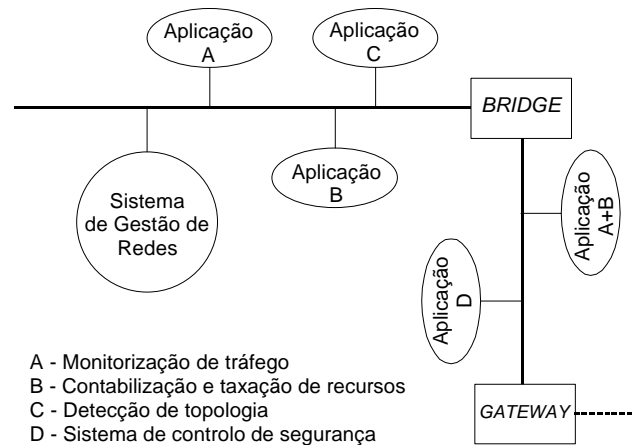 Aplicação
A
Aplicação
C
BRIDGE
Aplicação
B
Sistema
de Gestão de
Redes
Aplicação
A+B
Aplicação
D
A - Monitorização de tráfego
B - Contabilização e taxação de recursos
C - Detecção de topologia
D - Sistema de controlo de segurança
GATEWAY